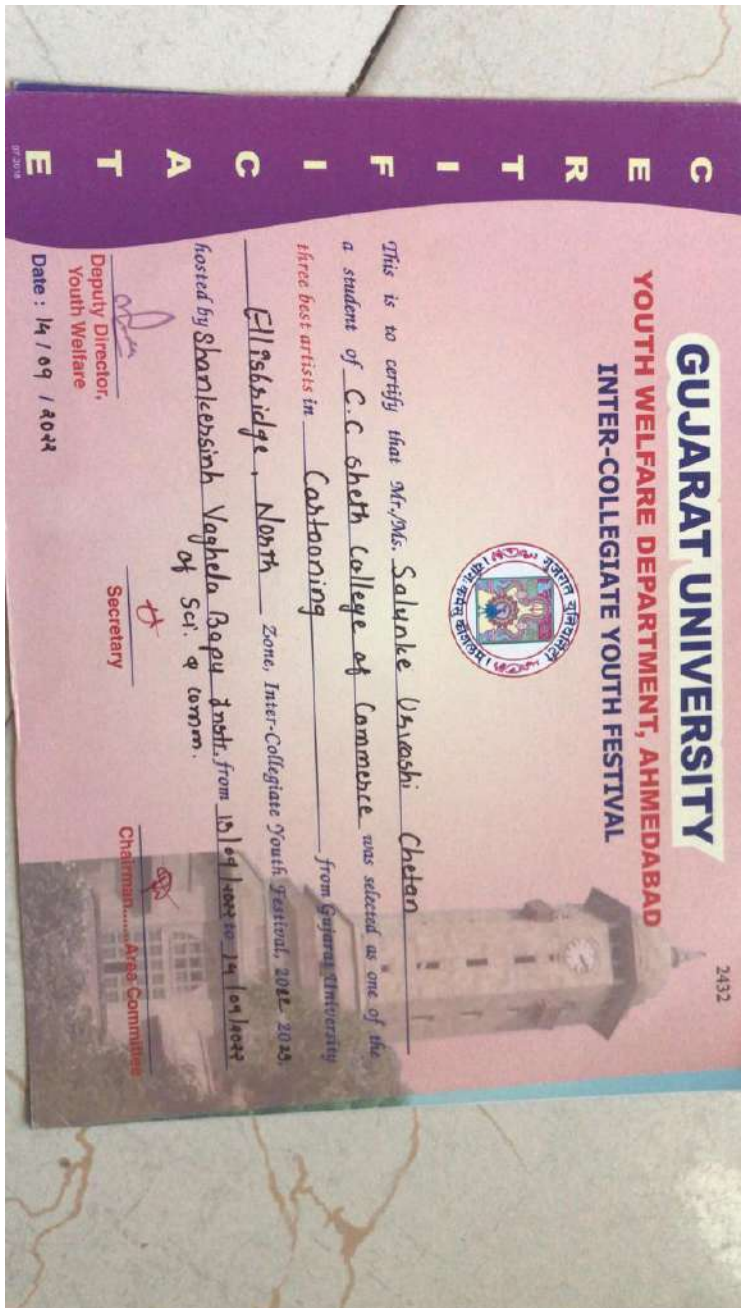 2432
GUJARAT UNIVERSITY
YOUTH WELFARE DEPARTMENT, AHMEDABAD
INTER-COLLEGIATE YOUTH FESTIVAL
CERTIFICATE
This is to certify that Mr./Ms. Salunke Urvashi Chetan
a student of C.C sheth College of Commerce was selected as one of the
three best artists in Cartooning from Gujarat University
Ellisbridge, North Zone, Inter-Collegiate Youth Festival, 2022 2023,
hosted by Shankersinh Vaghela Bapu Instt. from 13/09/2022 to 14/09/2022
of Sci. & Comm.
Deputy Director,
Youth Welfare
Secretary
Chairman...... Area Committee
Date : 14/09/2022